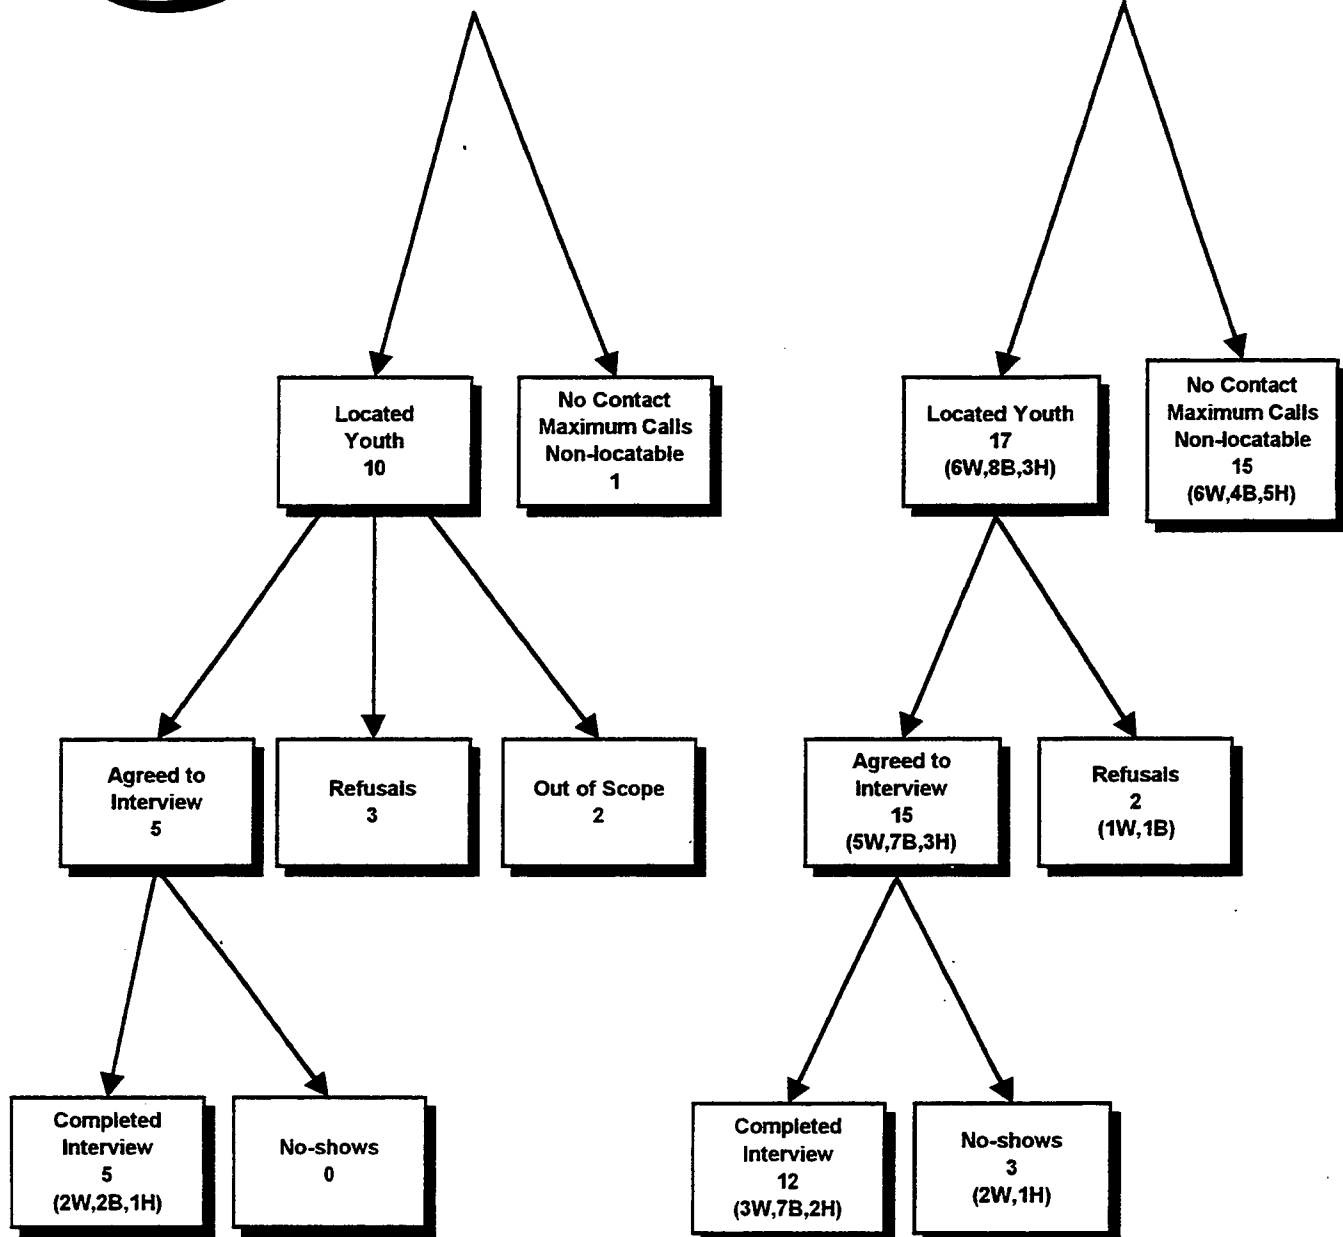 Located
Youth
10
No Contact
Maximum Calls
Non-locatable
1
Located Youth
17
(6W,8B,3H)
No Contact
Maximum Calls
Non-locatable
15
(6W,4B,5H)
Agreed to
Interview
5
Refusals
3
Out of Scope
2
Agreed to
Interview
15
(5W,7B,3H)
Refusals
2
(1W,1B)
Completed
Interview
5
(2W,2B,1H)
No-shows
0
Completed
Interview
12
(3W,7B,2H)
No-shows
3
(2W,1H)